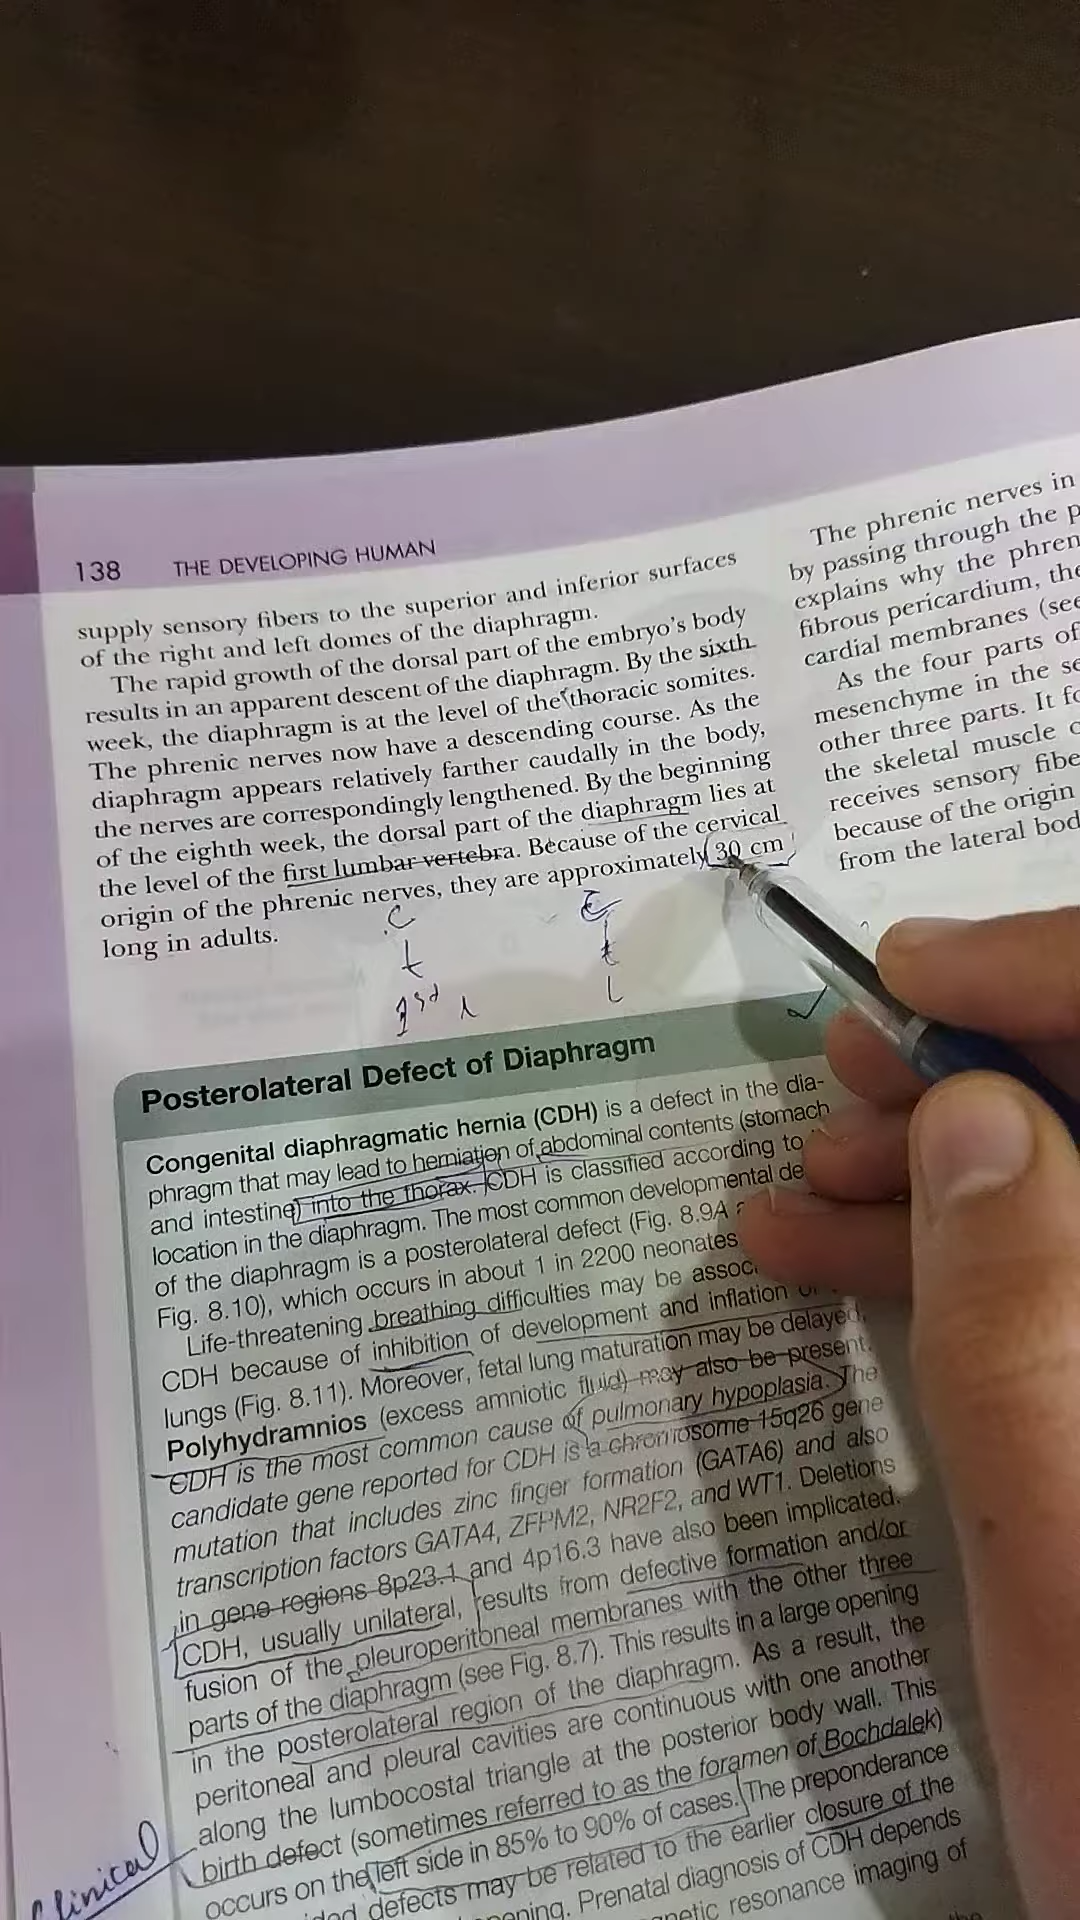 138 THE DEVELOPING HUMAN
supply sensory fibers to the superior and inferior surfaces
of the right and left domes of the diaphragm.
The rapid growth of the dorsal part of the embryo's body
results in an apparent descent of the diaphragm. By the sixth
week, the diaphragm is at the level of the thoracic somites.
The phrenic nerves now have a descending course. As the
diaphragm appears relatively farther caudally in the body,
the nerves are correspondingly lengthened. By the beginning
of the eighth week, the dorsal part of the diaphragm lies at
the level of the first lumbar vertebra. Because of the cervical
origin of the phrenic nerves, they are approximately 30 cm
long in adults.
C
t
l
Posterolateral Defect of Diaphragm
Congenital diaphragmatic hernia (CDH) is a defect in the dia-
phragm that may lead to herniation of abdominal contents (stomach
and intestine) into the thorax. CDH is classified according to
location in the diaphragm. The most common developmental de
of the diaphragm is a posterolateral defect (Fig. 8.9A
Fig. 8.10), which occurs in about 1 in 2200 neonates
Life-threatening breathing difficulties may be assoc
CDH because of inhibition of development and inflation
lungs (Fig. 8.11). Moreover, fetal lung maturation may be delayed.
Polyhydramnios (excess amniotic fluid) may also be present.
CDH is the most common cause of pulmonary hypoplasia. The
candidate gene reported for CDH is a chromosome 15q26 gene
mutation that includes zinc finger formation (GATA6) and also
transcription factors GATA4, ZFPM2, NR2F2, and WT1. Deletions
in gene regions 8p23.1 and 4p16.3 have also been implicated.
CDH, usually unilateral, results from defective formation and/or
fusion of the pleuroperitoneal membranes with the other three
parts of the diaphragm (see Fig. 8.7). This results in a large opening
in the posterolateral region of the diaphragm. As a result, the
peritoneal and pleural cavities are continuous with one another
along the lumbocostal triangle at the posterior body wall. This
birth defect (sometimes referred to as the foramen of Bochdalek)
occurs on the left side in 85% to 90% of cases. The preponderance
defects may be related to the earlier closure of the
Prenatal diagnosis of CDH depends
resonance imaging of
Clinical
The phrenic nerves in
by passing through the p
explains why the phren
fibrous pericardium, the
cardial membranes (see
As the four parts of
mesenchyme in the se
other three parts. It fo
the skeletal muscle
receives sensory fibe
because of the origin
from the lateral bod